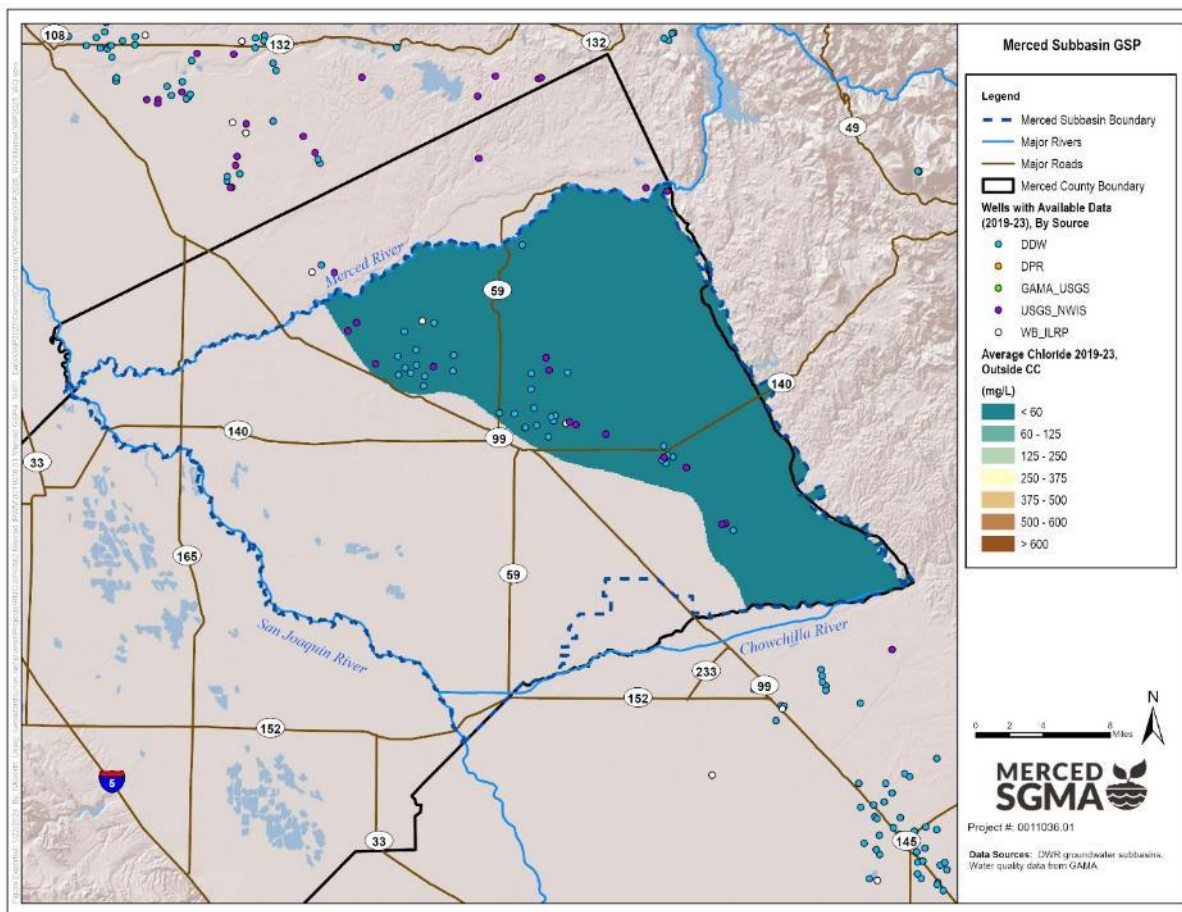 Merced Subbasin GSP
Legend
Merced Subbasin Boundary
Major Rivers
Major Roads
Merced County Boundary
Wells with Available Data
(2019-23), By Source
DDW
DPR
GAMA_USGS
USGS_NWIS
WB_ILRP
Average Chloride 2019-23,
Outside CC
(mg/L)
< 60
60 - 125
125 - 250
250 - 375
375 - 500
500 - 600
> 600
108
132
132
49
Merced River
59
140
140
99
33
165
59
San Joaquin River
Chowchilla River
233
99
152
152
5
33
145
N
0 2 4 8
Miles
MERCED
SGMA
Project #: 0011036.01
Data Sources: DWR groundwater subbasins,
Water quality data from GAMA